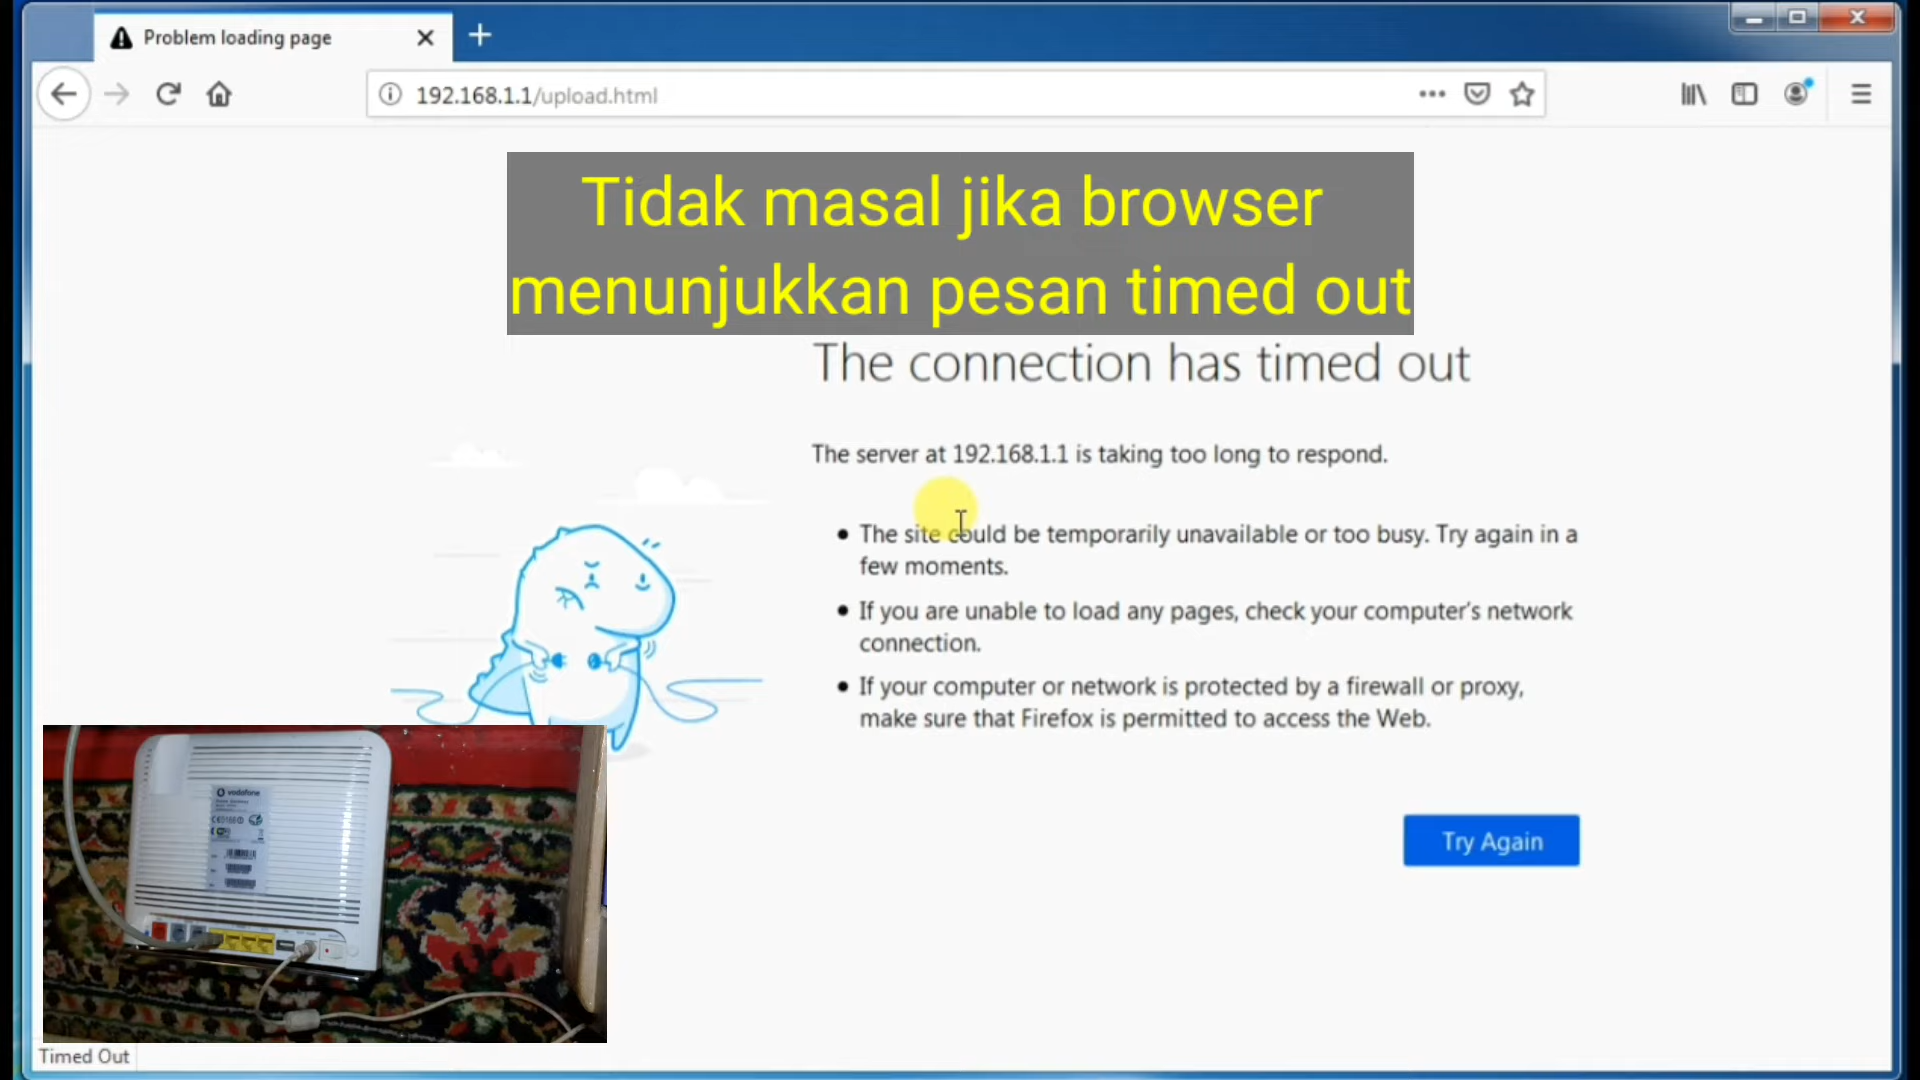 Problem loading page
192.168.1.1/upload.html
Tidak masal jika browser
menunjukkan pesan timed out
The connection has timed out
The server at 192.168.1.1 is taking too long to respond.
The site could be temporarily unavailable or too busy. Try again in a
few moments.
If you are unable to load any pages, check your computer's network
connection.
If your computer or network is protected by a firewall or proxy,
make sure that Firefox is permitted to access the Web.
Try Again
vodafone
Timed Out